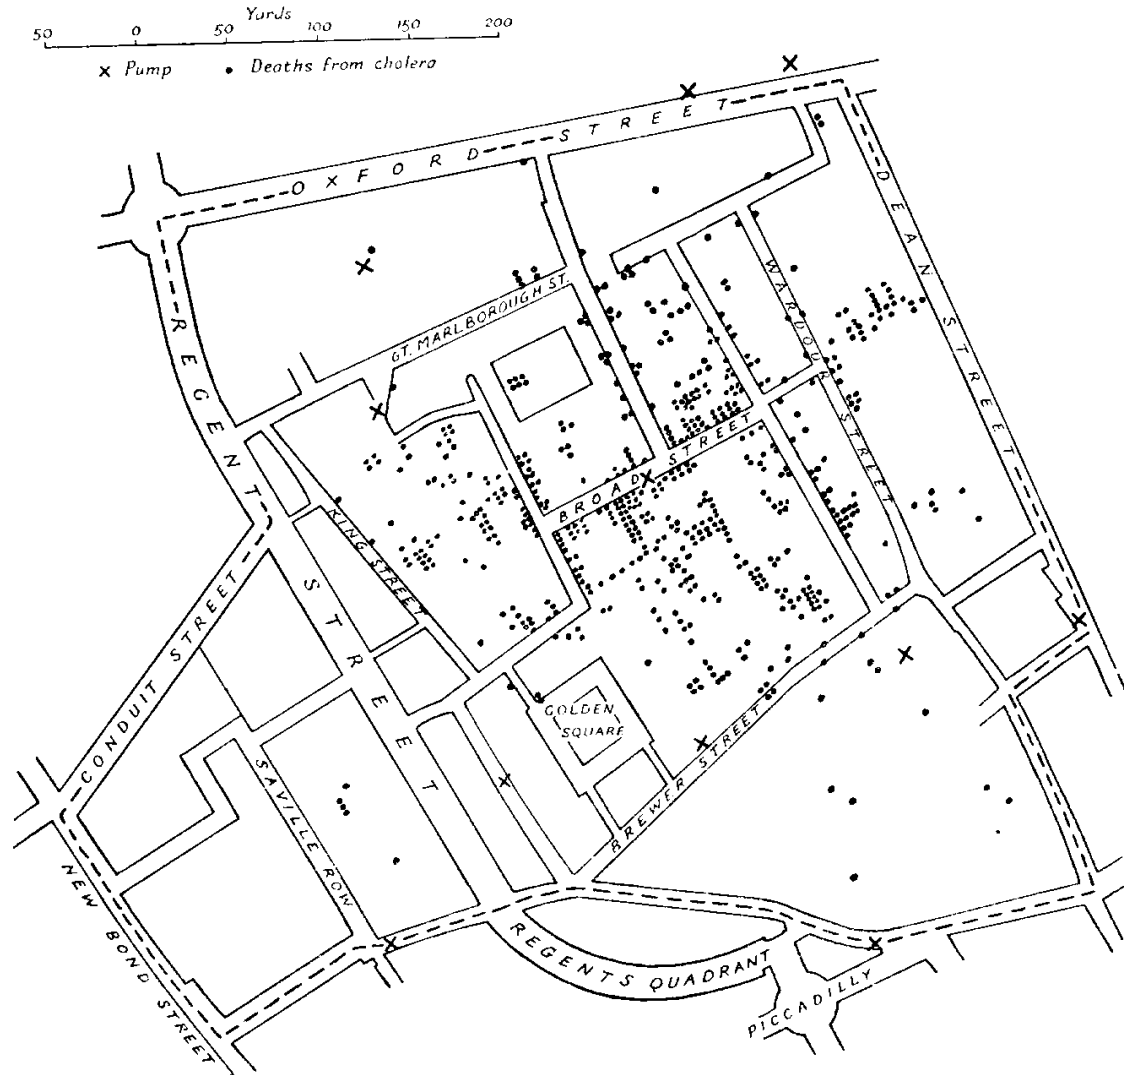 Yards
50 0 50 100 150 200
× Pump • Deaths from cholera
OXFORD STREET
DEAN STREET
WARDOUR STREET
GT. MARLBOROUGH ST.
REGENT STREET
BROAD STREET
KING STREET
CONDUIT STREET
GOLDEN
SQUARE
BREWER STREET
SAVILLE ROW
NEW BOND STREET
REGENTS QUADRANT
PICCADILLY